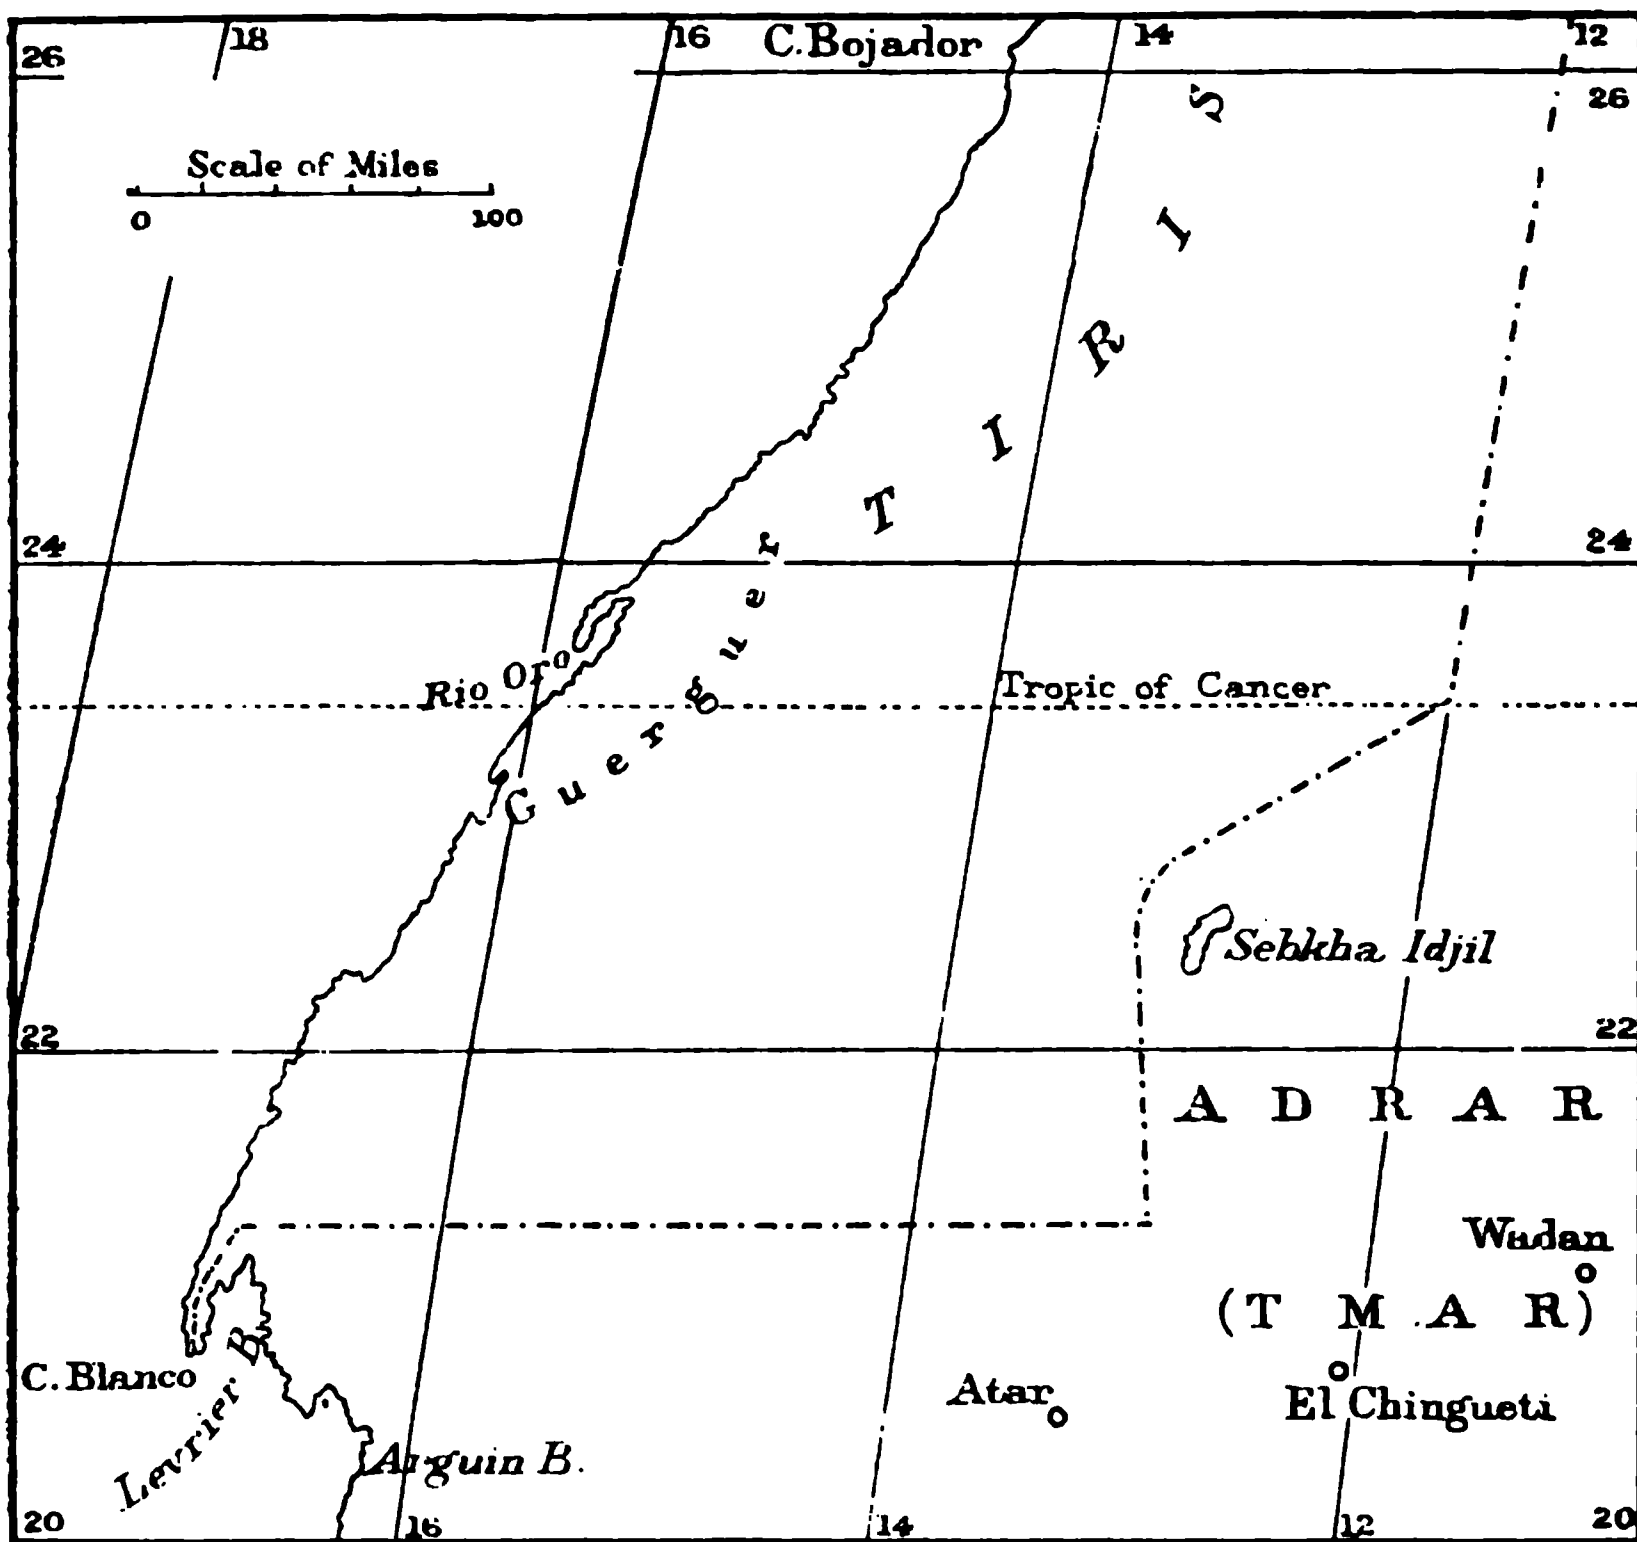 18
16
C. Bojador
14
12
26
26
Scale of Miles
0 100
TIRIS
24
24
Rio Oro
Guerguer
Tropic of Cancer
Sebkha Idjil
22
22
ADRAR
Wadan
(TMAR)
C. Blanco
Levrier B.
Atar
El Chingueti
Arguin B.
20
16
14
12
20